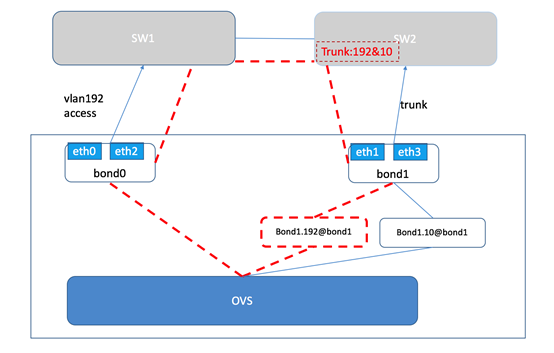 SW1
SW2
Trunk:192&10
vlan192
access
trunk
eth0
eth2
bond0
eth1
eth3
bond1
Bond1.192@bond1
Bond1.10@bond1
OVS